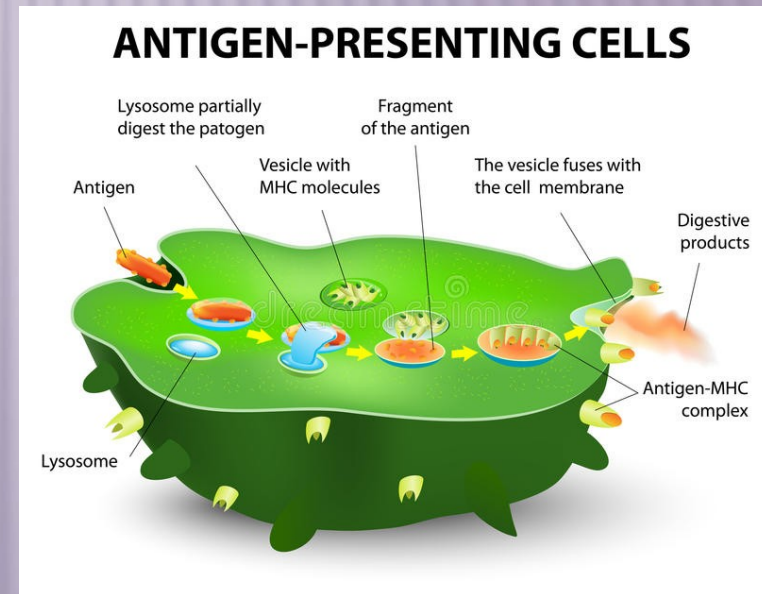 ANTIGEN-PRESENTING CELLS
Lysosome partially
digest the patogen
Fragment
of the antigen
Vesicle with
MHC molecules
The vesicle fuses with
the cell membrane
Antigen
Digestive
products
dreamstime
Antigen-MHC
complex
Lysosome